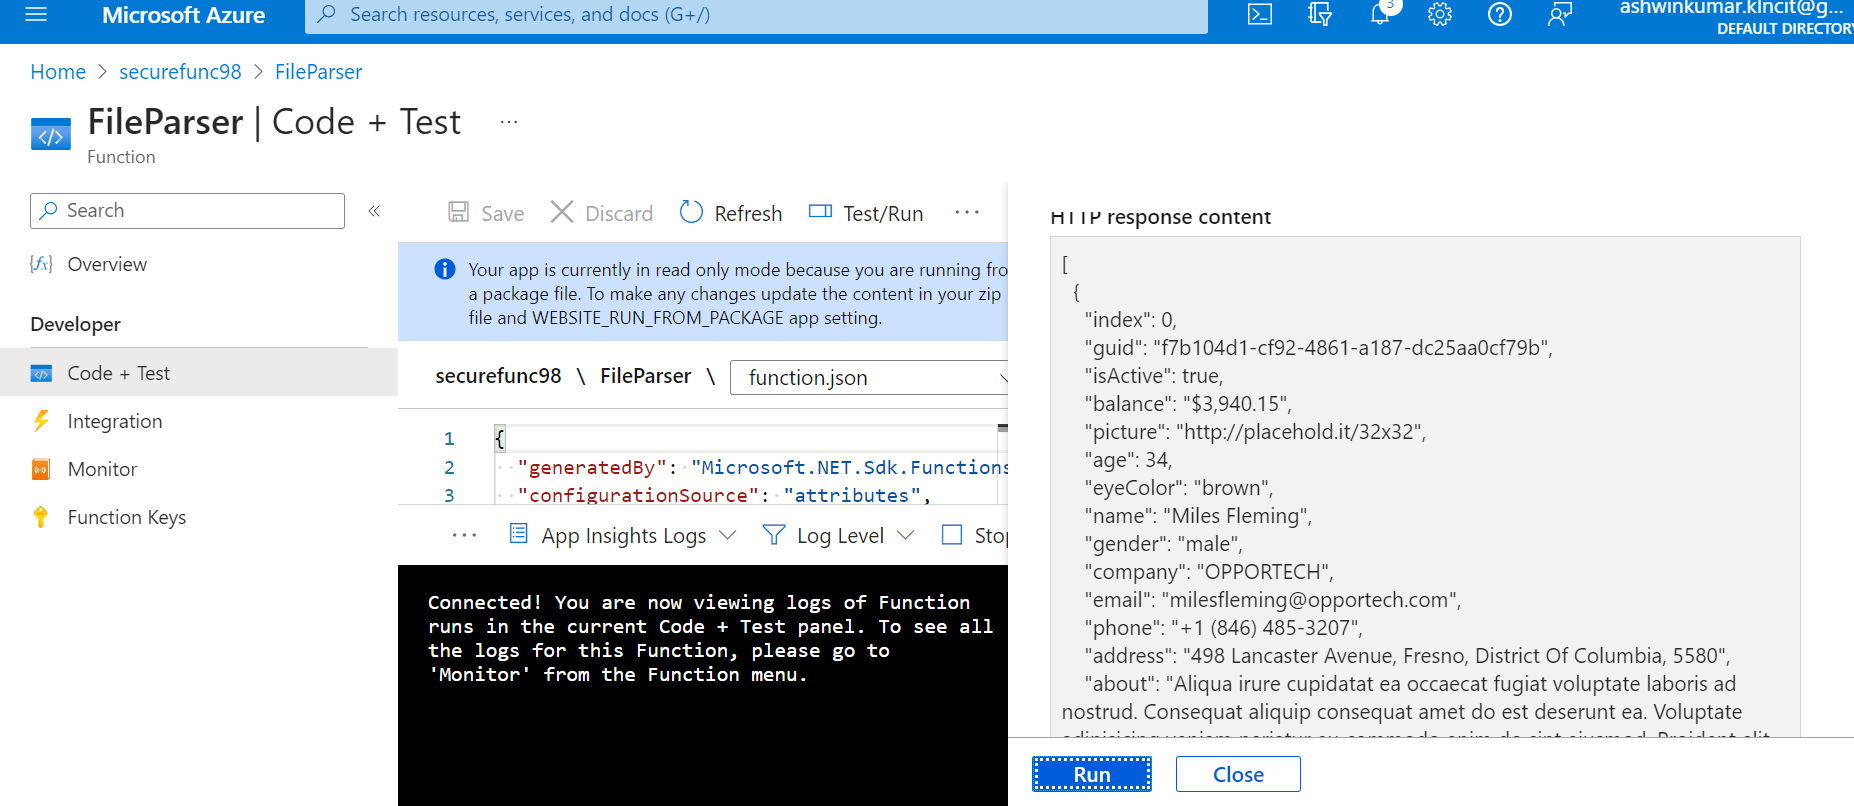 Microsoft Azure
Search resources, services, and docs (G+/)
3
ashwinkumar.klncit@g...
DEFAULT DIRECTORY
Home > securefunc98 > FileParser
FileParser | Code + Test ...
Function
Search
«
Overview
Developer
Code + Test
Integration
Monitor
Function Keys
Save Discard Refresh Test/Run ...
Your app is currently in read only mode because you are running fro
a package file. To make any changes update the content in your zip
file and WEBSITE_RUN_FROM_PACKAGE app setting.
securefunc98 \ FileParser \ function.json
1 {
2 "generatedBy": "Microsoft.NET.Sdk.Functions
3 "configurationSource": "attributes",
... App Insights Logs Log Level Stop
Connected! You are now viewing logs of Function
runs in the current Code + Test panel. To see all
the logs for this Function, please go to
'Monitor' from the Function menu.
HTTP response content
[
{
"index": 0,
"guid": "f7b104d1-cf92-4861-a187-dc25aa0cf79b",
"isActive": true,
"balance": "$3,940.15",
"picture": "http://placehold.it/32x32",
"age": 34,
"eyeColor": "brown",
"name": "Miles Fleming",
"gender": "male",
"company": "OPPORTECH",
"email": "milesfleming@opportech.com",
"phone": "+1 (846) 485-3207",
"address": "498 Lancaster Avenue, Fresno, District Of Columbia, 5580",
"about": "Aliqua irure cupidatat ea occaecat fugiat voluptate laboris ad
nostrud. Consequat aliquip consequat amet do est deserunt ea. Voluptate
Run Close